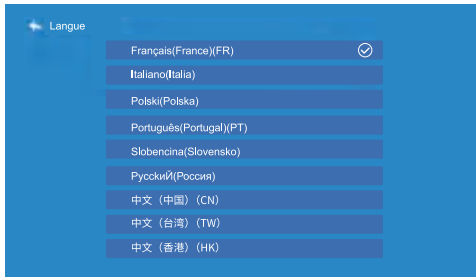 Langue
Français(France)(FR)
Italiano(Italia)
Polski(Polska)
Português(Portugal)(PT)
Slobencina(Slovensko)
РусскиЙ(Россия)
中文（中国）（CN）
中文（台湾）（TW）
中文（香港）（HK）